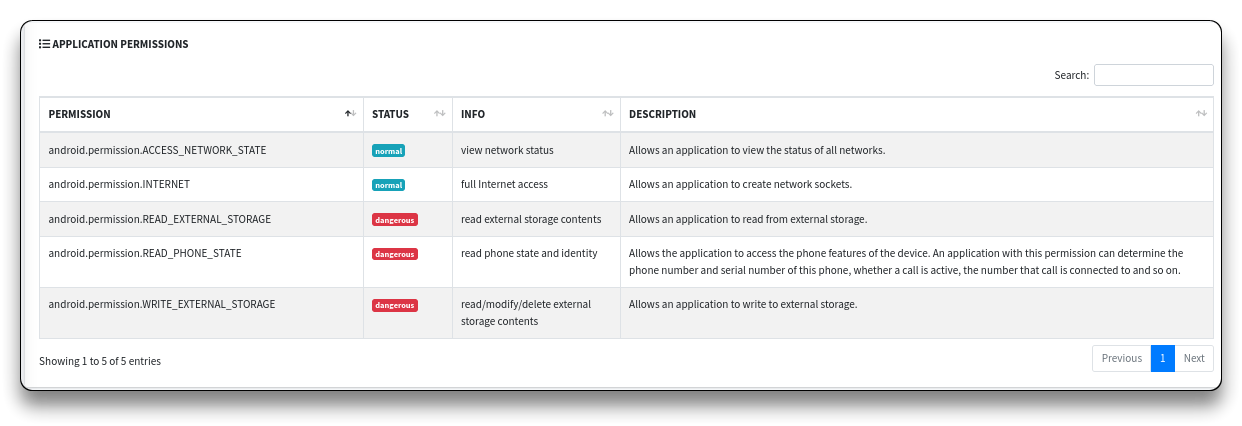 APPLICATION PERMISSIONS
Search:
PERMISSION STATUS INFO DESCRIPTION
android.permission.ACCESS_NETWORK_STATE normal view network status Allows an application to view the status of all networks.
android.permission.INTERNET normal full Internet access Allows an application to create network sockets.
android.permission.READ_EXTERNAL_STORAGE dangerous read external storage contents Allows an application to read from external storage.
android.permission.READ_PHONE_STATE dangerous read phone state and identity Allows the application to access the phone features of the device. An application with this permission can determine the
phone number and serial number of this phone, whether a call is active, the number that call is connected to and so on.
android.permission.WRITE_EXTERNAL_STORAGE dangerous read/modify/delete external Allows an application to write to external storage.
storage contents
Showing 1 to 5 of 5 entries Previous 1 Next